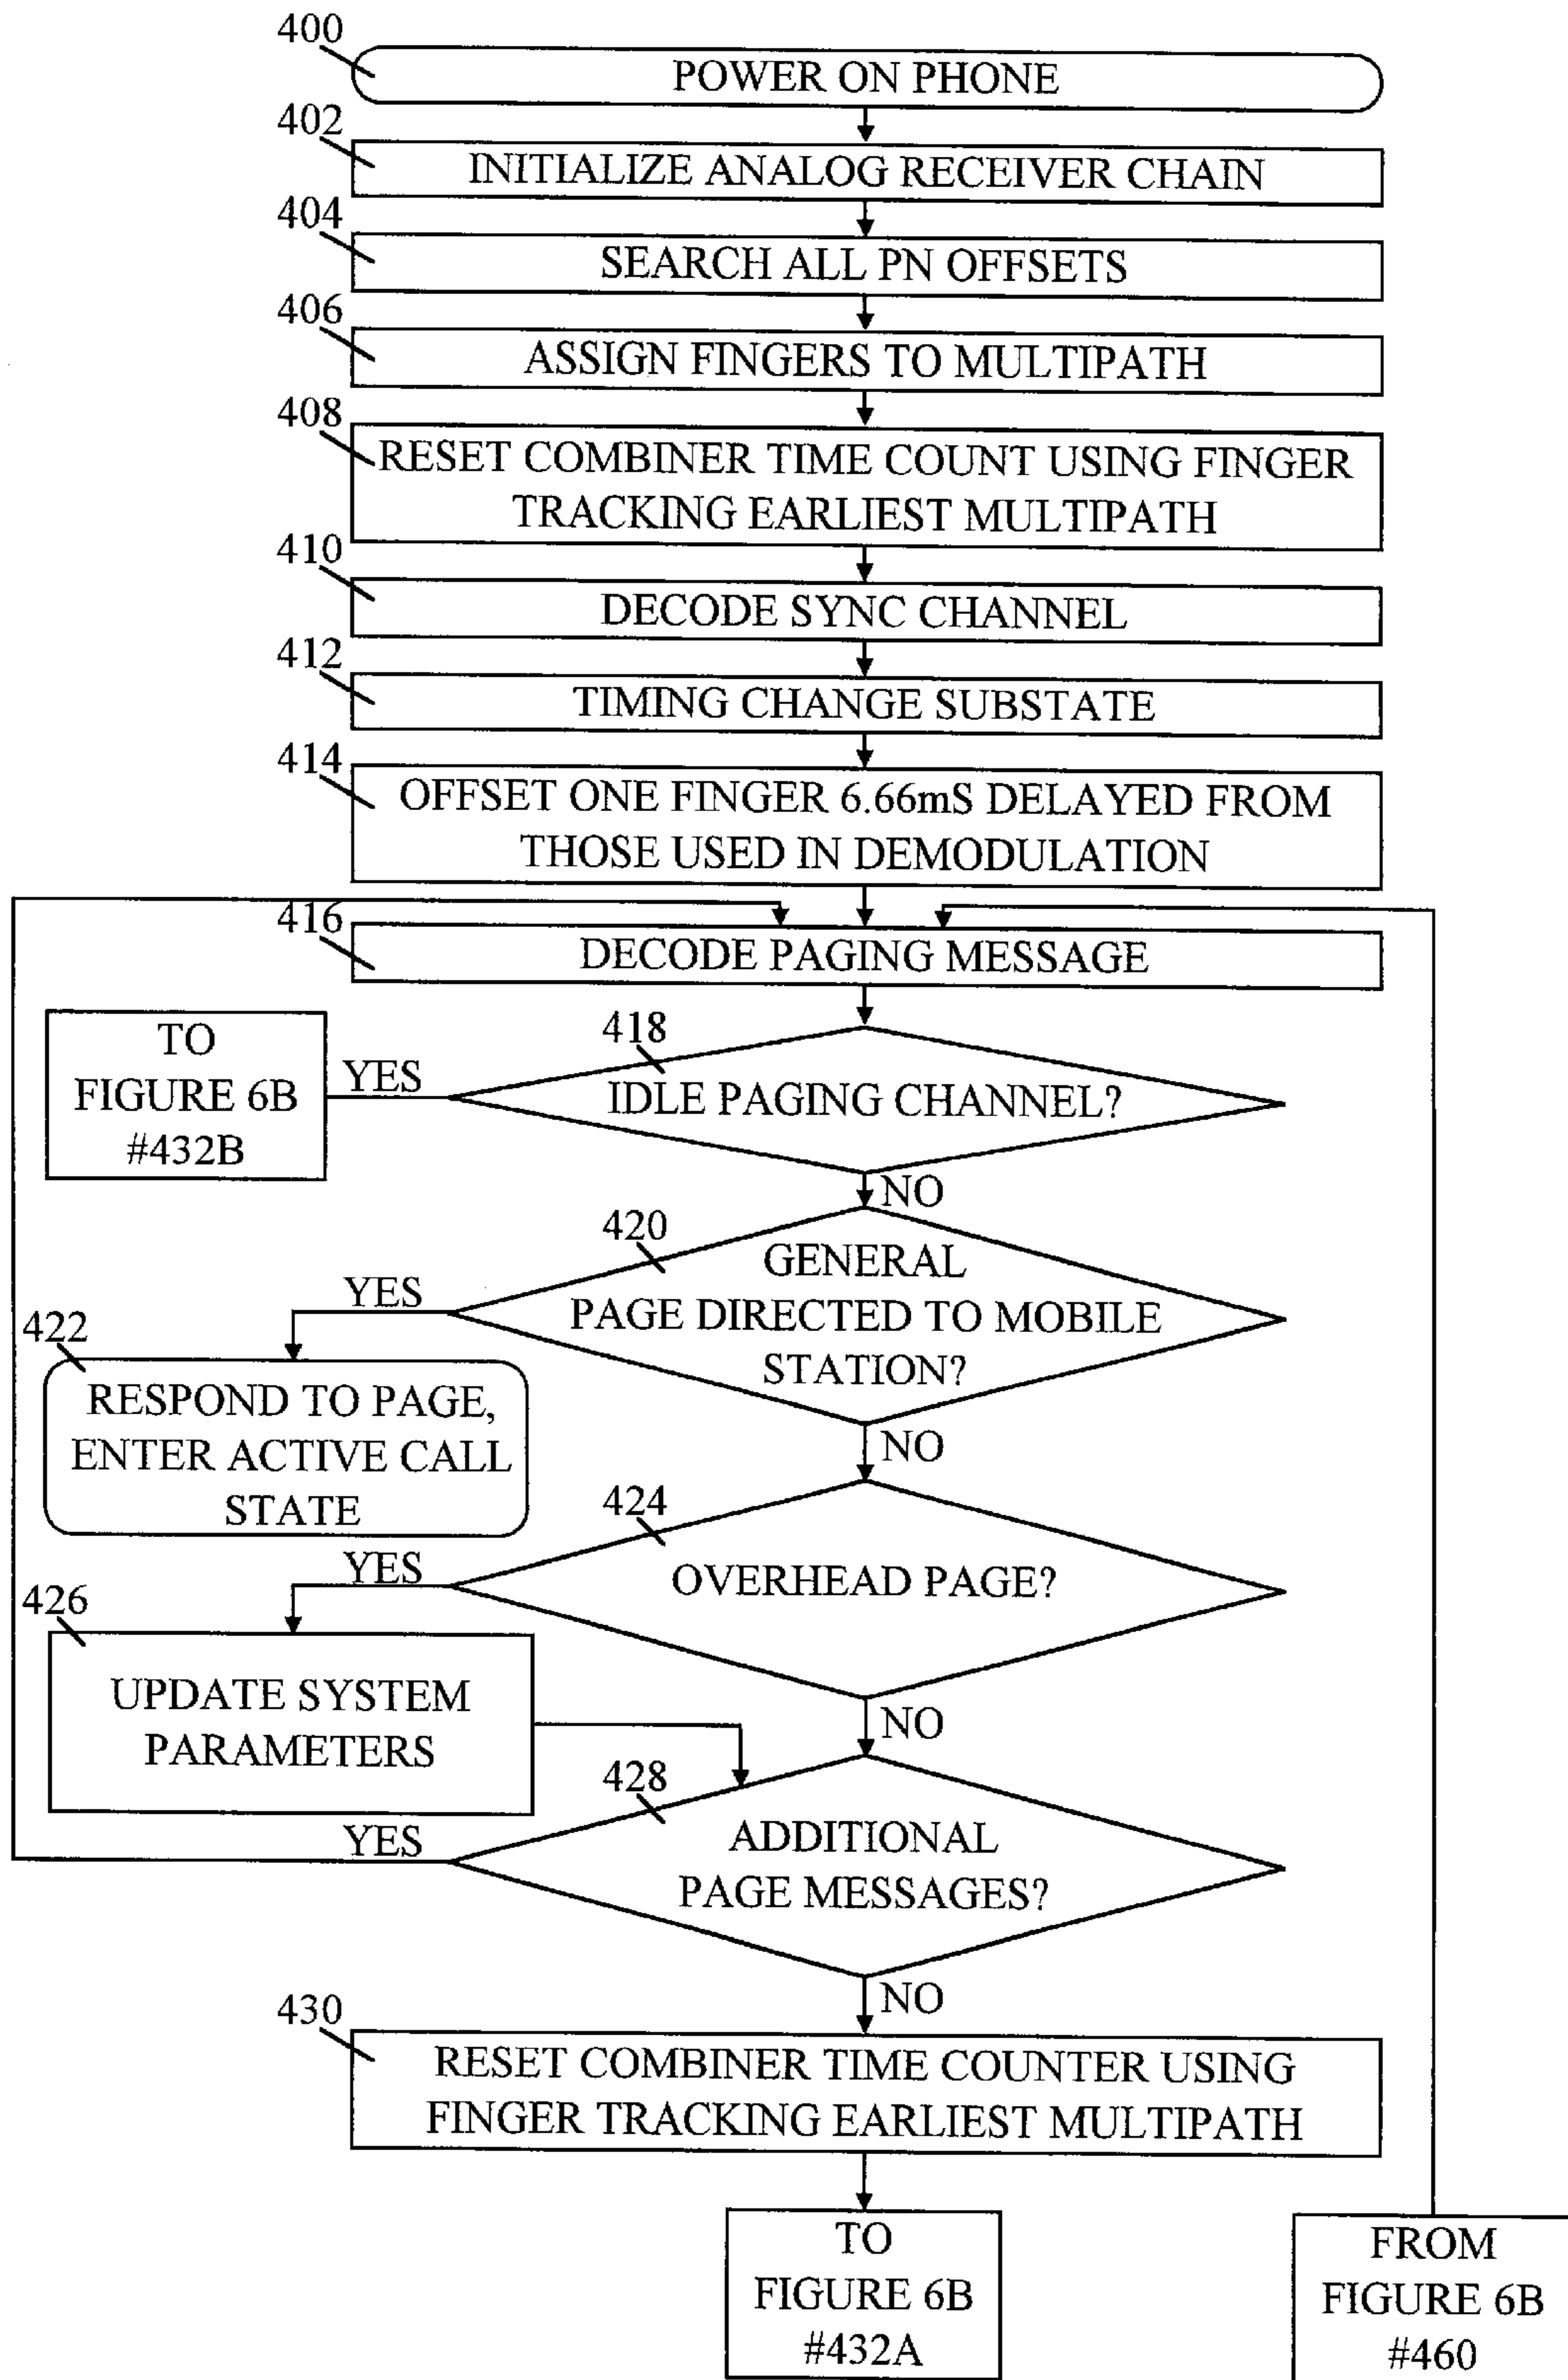 400
POWER ON PHONE
402
INITIALIZE ANALOG RECEIVER CHAIN
404
SEARCH ALL PN OFFSETS
406
ASSIGN FINGERS TO MULTIPATH
408
RESET COMBINER TIME COUNT USING FINGER
TRACKING EARLIEST MULTIPATH
410
DECODE SYNC CHANNEL
412
TIMING CHANGE SUBSTATE
414
OFFSET ONE FINGER 6.66mS DELAYED FROM
THOSE USED IN DEMODULATION
416
DECODE PAGING MESSAGE
418
IDLE PAGING CHANNEL?
YES
TO
FIGURE 6B
#432B
NO
420
GENERAL
PAGE DIRECTED TO MOBILE
STATION?
YES
422
RESPOND TO PAGE,
ENTER ACTIVE CALL
STATE
NO
424
OVERHEAD PAGE?
YES
426
UPDATE SYSTEM
PARAMETERS
NO
428
ADDITIONAL
PAGE MESSAGES?
YES
NO
430
RESET COMBINER TIME COUNTER USING
FINGER TRACKING EARLIEST MULTIPATH
TO
FIGURE 6B
#432A
FROM
FIGURE 6B
#460